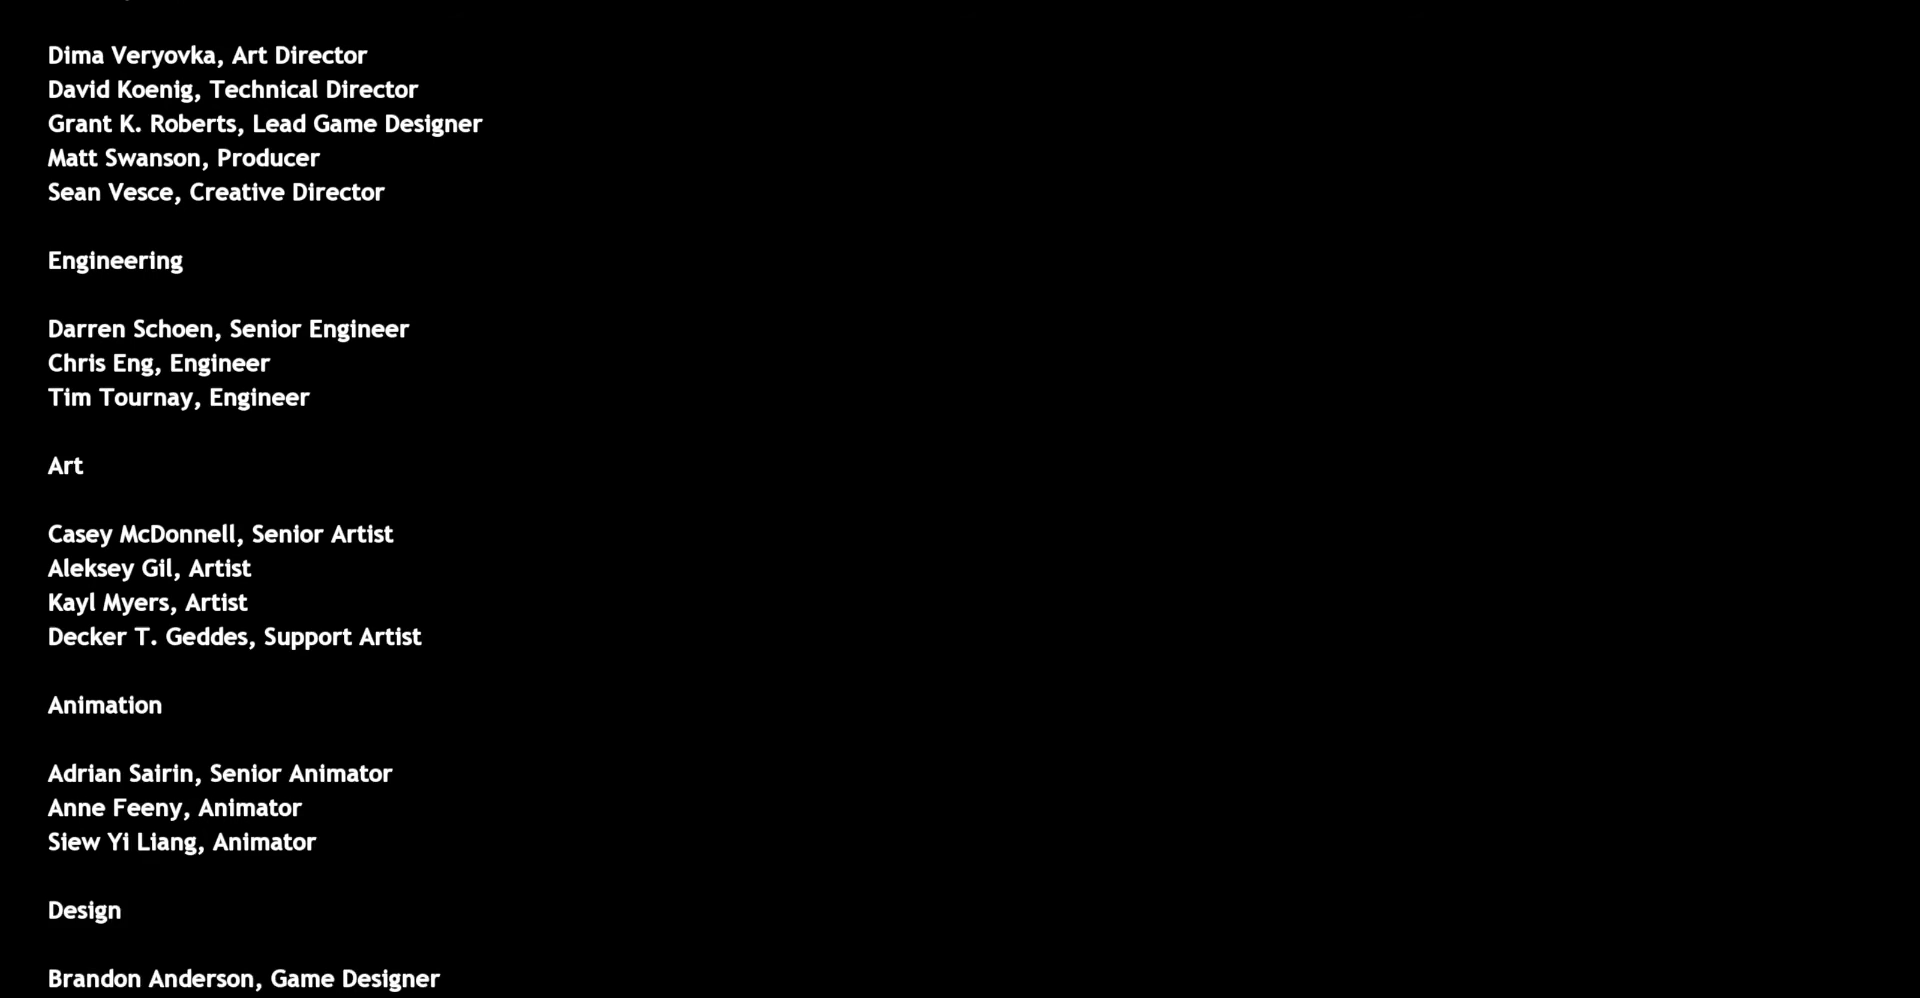 Dima Veryovka, Art Director
David Koenig, Technical Director
Grant K. Roberts, Lead Game Designer
Matt Swanson, Producer
Sean Vesce, Creative Director
Engineering
Darren Schoen, Senior Engineer
Chris Eng, Engineer
Tim Tournay, Engineer
Art
Casey McDonnell, Senior Artist
Aleksey Gil, Artist
Kayl Myers, Artist
Decker T. Geddes, Support Artist
Animation
Adrian Sairin, Senior Animator
Anne Feeny, Animator
Siew Yi Liang, Animator
Design
Brandon Anderson, Game Designer